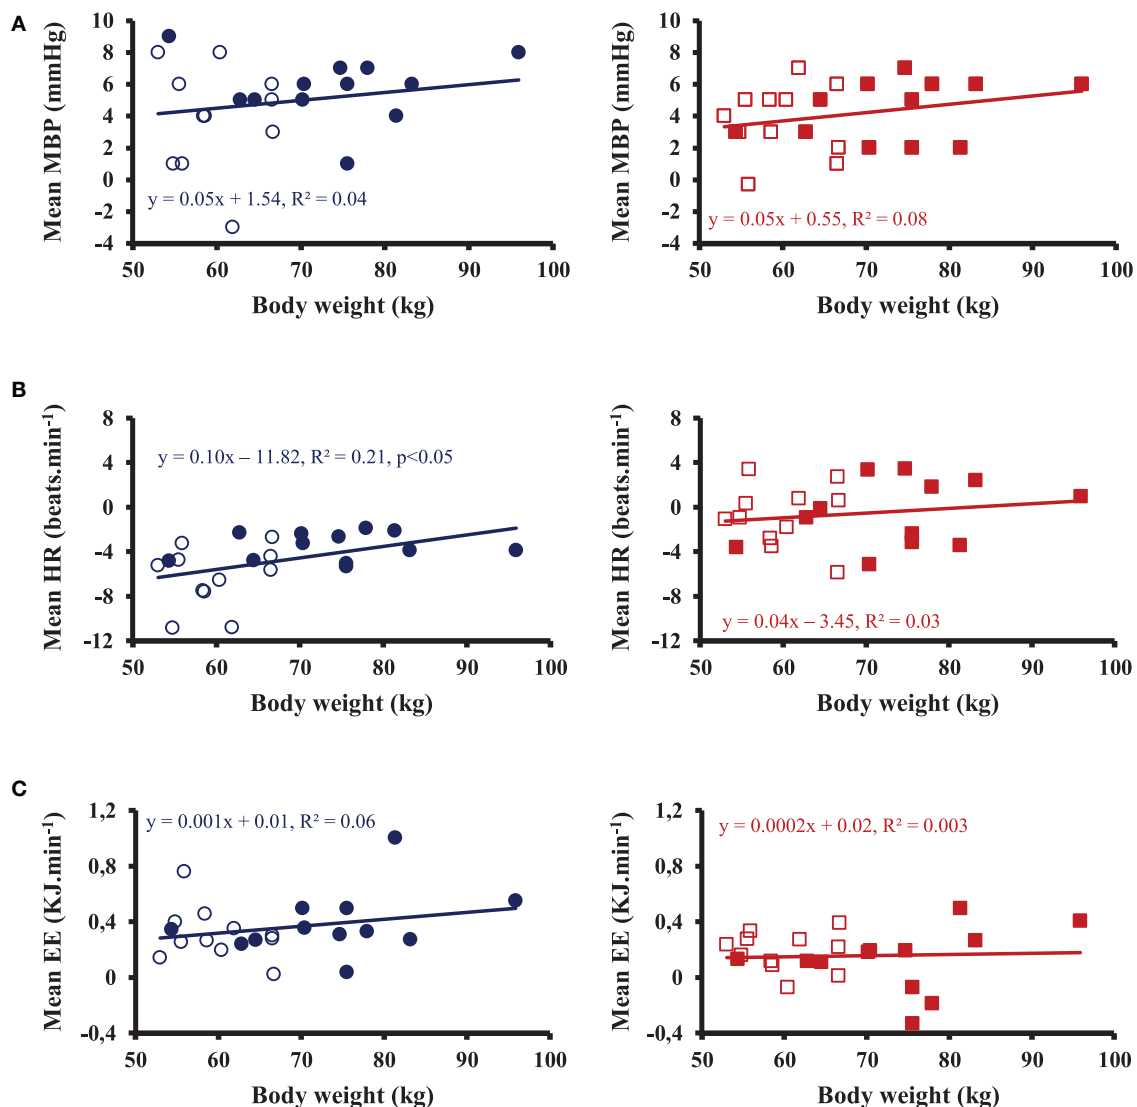 A
Mean MBP (mmHg)
10
8
6
4
2
0
-2
-4
y = 0.05x + 1.54, R² = 0.04
50 60 70 80 90 100
Body weight (kg)
Mean MBP (mmHg)
10
8
6
4
2
0
-2
-4
y = 0.05x + 0.55, R² = 0.08
50 60 70 80 90 100
Body weight (kg)
B
Mean HR (beats.min⁻¹)
8
4
0
-4
-8
-12
y = 0.10x – 11.82, R² = 0.21, p<0.05
50 60 70 80 90 100
Body weight (kg)
Mean HR (beats.min⁻¹)
8
4
0
-4
-8
-12
y = 0.04x – 3.45, R² = 0.03
50 60 70 80 90 100
Body weight (kg)
C
Mean EE (KJ.min⁻¹)
1,2
0,8
0,4
0
-0,4
y = 0.001x + 0.01, R² = 0.06
50 60 70 80 90 100
Body weight (kg)
Mean EE (KJ.min⁻¹)
1,2
0,8
0,4
0
-0,4
y = 0.0002x + 0.02, R² = 0.003
50 60 70 80 90 100
Body weight (kg)